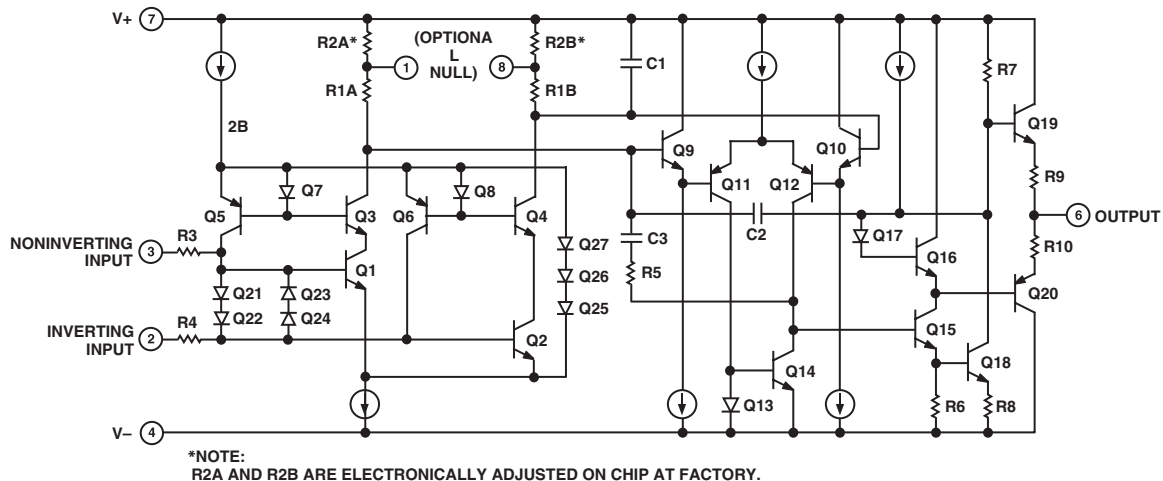 V+ 7
R2A*
(OPTIONA
L
NULL)
1
8
R2B*
R1A
R1B
C1
R7
2B
Q19
Q9
Q10
Q7
Q8
Q11
Q12
R9
Q5
Q3
Q6
Q4
6 OUTPUT
NONINVERTING
INPUT
3
R3
Q27
C3
C2
Q17
Q16
R10
Q1
Q26
R5
Q20
Q21
Q23
Q25
Q22
Q24
INVERTING
INPUT
2
R4
Q2
Q15
Q18
Q14
Q13
R6
R8
V– 4
*NOTE:
R2A AND R2B ARE ELECTRONICALLY ADJUSTED ON CHIP AT FACTORY.